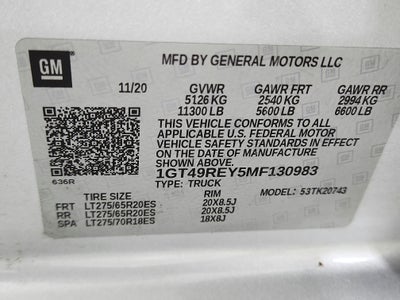 GM
MFD BY GENERAL MOTORS LLC
11/20 GVWR GAWR FRT GAWR RR
5126 KG 2540 KG 2994 KG
11300 LB 5600 LB 6600 LB
THIS VEHICLE CONFORMS TO ALL
APPLICABLE U.S. FEDERAL MOTOR
VEHICLE SAFETY STANDARDS IN
EFFECT ON THE DATE OF
MANUFACTURE SHOWN ABOVE.
1GT49REY5MF130983
TYPE: TRUCK
636R
MODEL: 53TK20743
TIRE SIZE RIM
FRT LT275/65R20ES 20X8.5J
RR LT275/65R20ES 20X8.5J
SPA LT275/70R18ES 18X8J